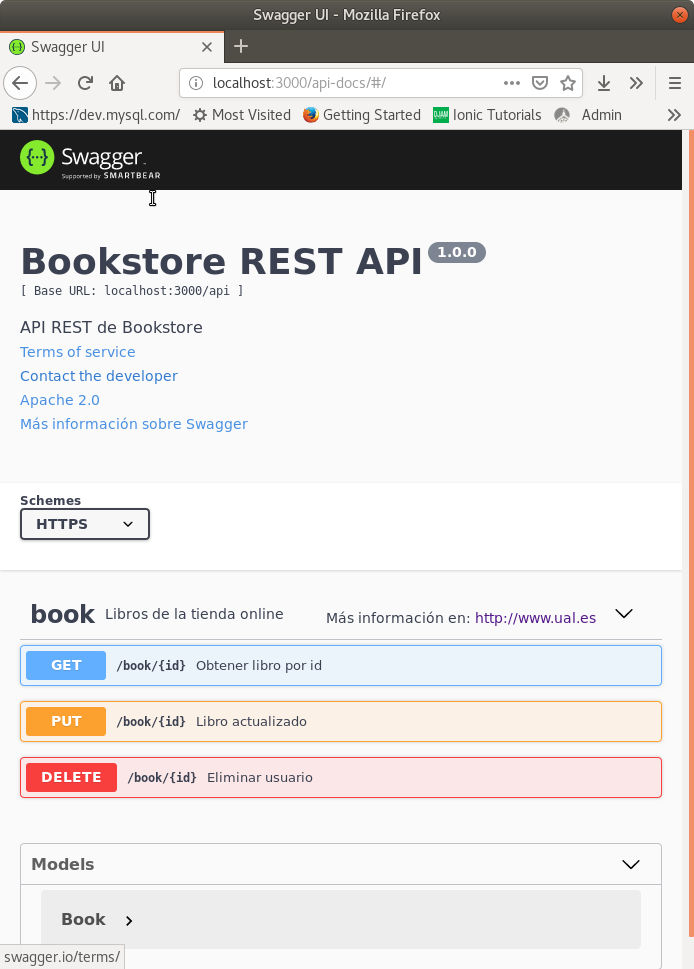 Swagger UI - Mozilla Firefox
Swagger UI
localhost:3000/api-docs/#/
https://dev.mysql.com/ Most Visited Getting Started Ionic Tutorials Admin
Swagger
Supported by SMARTBEAR
Bookstore REST API 1.0.0
[ Base URL: localhost:3000/api ]
API REST de Bookstore
Terms of service
Contact the developer
Apache 2.0
Más información sobre Swagger
Schemes
HTTPS
book Libros de la tienda online Más información en: http://www.ual.es
GET /book/{id} Obtener libro por id
PUT /book/{id} Libro actualizado
DELETE /book/{id} Eliminar usuario
Models
Book
swagger.io/terms/